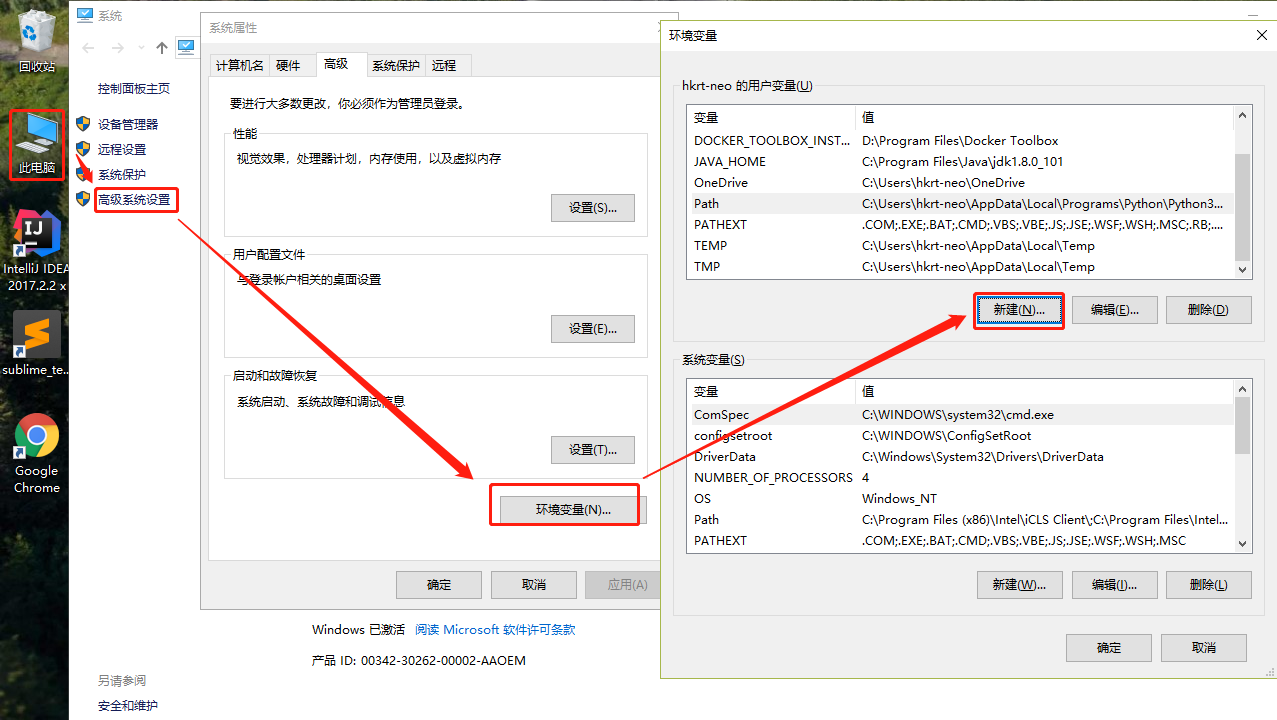 回收站
此电脑
IntelliJ IDEA
2017.2.2 x
sublime_te..
Google
Chrome
系统
控制面板主页
设备管理器
远程设置
系统保护
高级系统设置
另请参阅
安全和维护
系统属性
计算机名
硬件
高级
系统保护
远程
要进行大多数更改，你必须作为管理员登录。
性能
视觉效果，处理器计划，内存使用，以及虚拟内存
设置(S)...
用户配置文件
与登录帐户相关的桌面设置
设置(E)...
启动和故障恢复
系统启动、系统故障和调试信息
设置(T)...
环境变量(N)...
确定
取消
应用(A)
Windows 已激活 阅读 Microsoft 软件许可条款
产品 ID: 00342-30262-00002-AAOEM
环境变量
hkrt-neo 的用户变量(U)
变量 值
DOCKER_TOOLBOX_INST... D:\Program Files\Docker Toolbox
JAVA_HOME C:\Program Files\Java\jdk1.8.0_101
OneDrive C:\Users\hkrt-neo\OneDrive
Path C:\Users\hkrt-neo\AppData\Local\Programs\Python\Python3...
PATHEXT .COM;.EXE;.BAT;.CMD;.VBS;.VBE;.JS;.JSE;.WSF;.WSH;.MSC;.RB;....
TEMP C:\Users\hkrt-neo\AppData\Local\Temp
TMP C:\Users\hkrt-neo\AppData\Local\Temp
新建(N)...
编辑(E)...
删除(D)
系统变量(S)
变量 值
ComSpec C:\WINDOWS\system32\cmd.exe
configsetroot C:\WINDOWS\ConfigSetRoot
DriverData C:\Windows\System32\Drivers\DriverData
NUMBER_OF_PROCESSORS 4
OS Windows_NT
Path C:\Program Files (x86)\Intel\iCLS Client\;C:\Program Files\Intel...
PATHEXT .COM;.EXE;.BAT;.CMD;.VBS;.VBE;.JS;.JSE;.WSF;.WSH;.MSC
新建(W)...
编辑(I)...
删除(L)
确定
取消